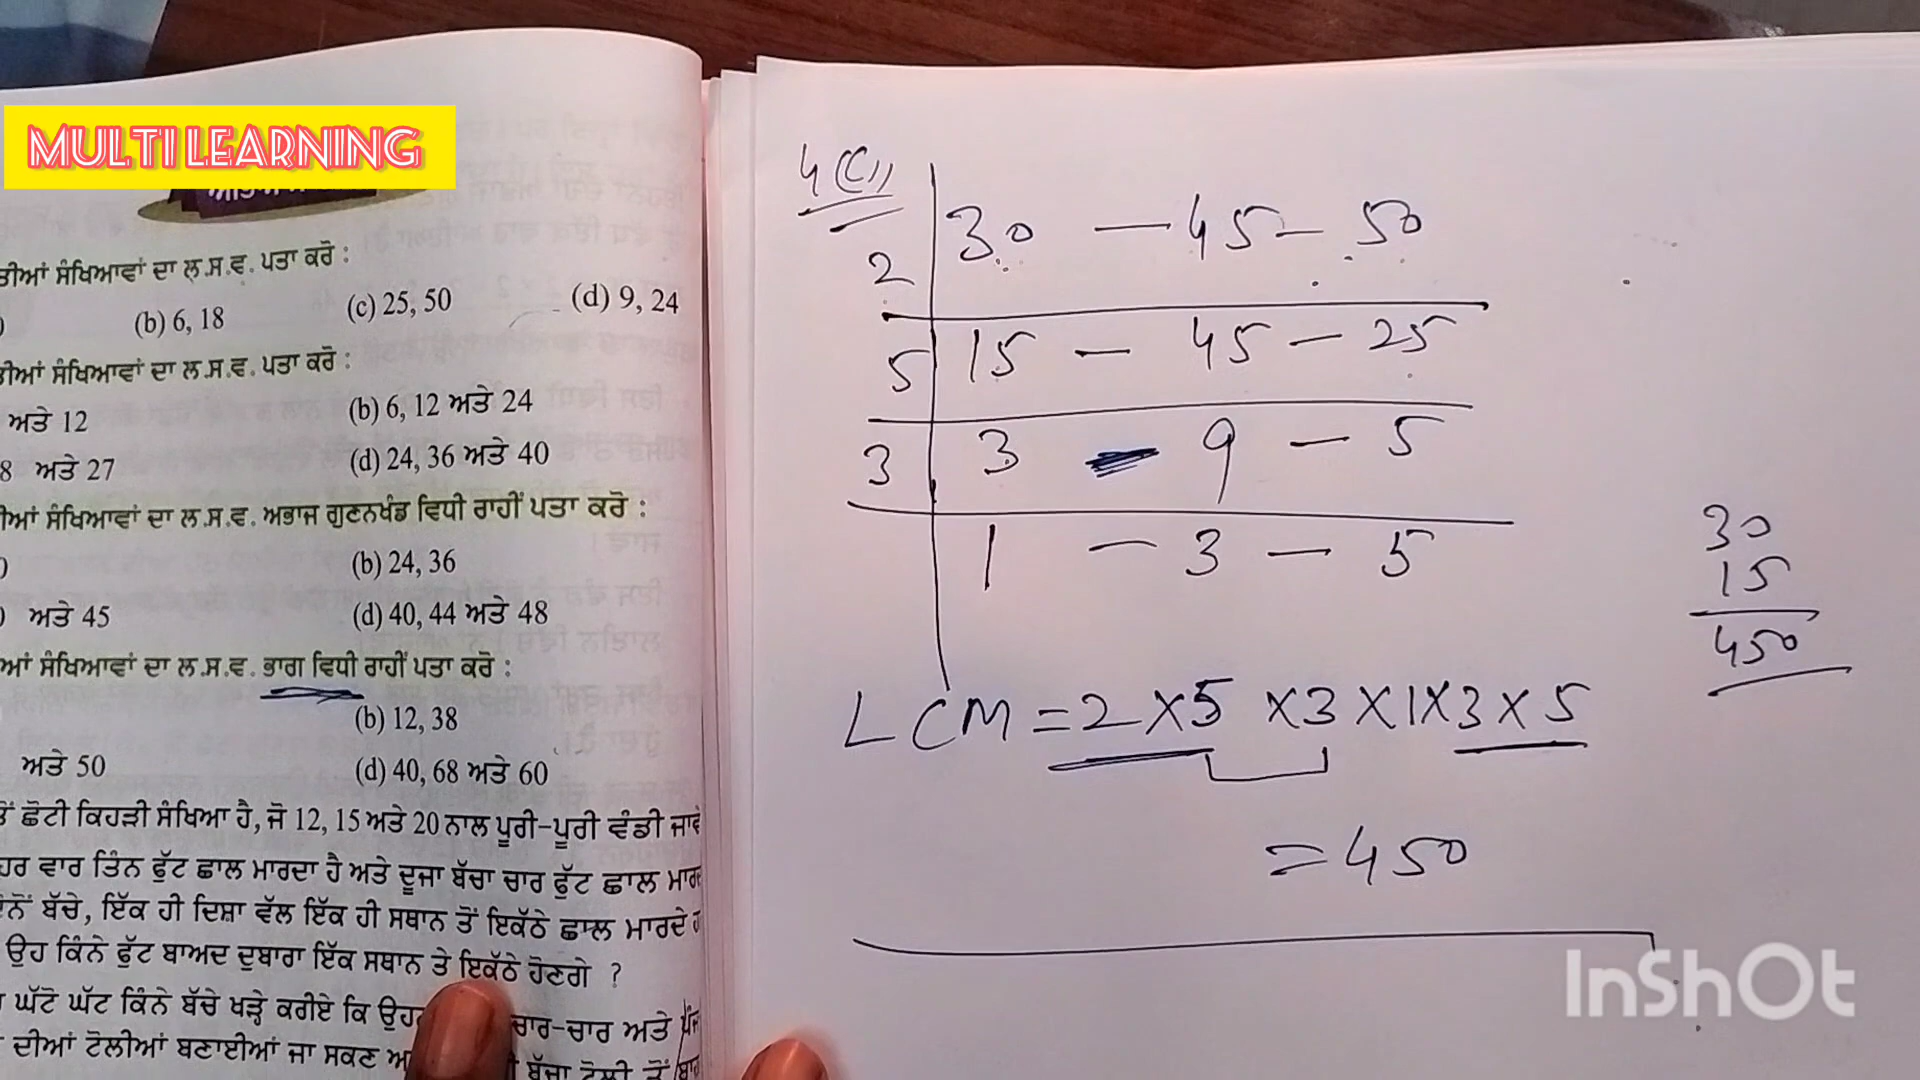 MULTI LEARNING
ਸੰਖਿਆਵਾਂ ਦਾ ਲ.ਸ.ਵ. ਪਤਾ ਕਰੋ :
(b) 6, 18 (c) 25, 50 (d) 9, 24
ਸੰਖਿਆਵਾਂ ਦਾ ਲ.ਸ.ਵ. ਪਤਾ ਕਰੋ :
ਅਤੇ 12 (b) 6, 12 ਅਤੇ 24
8 ਅਤੇ 27 (d) 24, 36 ਅਤੇ 40
ਸੰਖਿਆਵਾਂ ਦਾ ਲ.ਸ.ਵ. ਅਭਾਜ ਗੁਣਨਖੰਡ ਵਿਧੀ ਰਾਹੀਂ ਪਤਾ ਕਰੋ :
(b) 24, 36
ਅਤੇ 45 (d) 40, 44 ਅਤੇ 48
ਸੰਖਿਆਵਾਂ ਦਾ ਲ.ਸ.ਵ. ਭਾਗ ਵਿਧੀ ਰਾਹੀਂ ਪਤਾ ਕਰੋ :
(b) 12, 38
ਅਤੇ 50 (d) 40, 68 ਅਤੇ 60
ਛੋਟੀ ਕਿਹੜੀ ਸੰਖਿਆ ਹੈ, ਜੋ 12, 15 ਅਤੇ 20 ਨਾਲ ਪੂਰੀ-ਪੂਰੀ ਵੰਡੀ ਜਾਵੇ
ਹਰ ਵਾਰ ਤਿੰਨ ਫੁੱਟ ਛਾਲ ਮਾਰਦਾ ਹੈ ਅਤੇ ਦੂਜਾ ਬੱਚਾ ਚਾਰ ਫੁੱਟ ਛਾਲ
ਬੱਚੇ, ਇੱਕ ਹੀ ਦਿਸ਼ਾ ਵੱਲ ਇੱਕ ਹੀ ਸਥਾਨ ਤੋਂ ਇਕੱਠੇ ਛਾਲ ਮਾਰਦੇ
ਉਹ ਕਿੰਨੇ ਫੁੱਟ ਬਾਅਦ ਦੁਬਾਰਾ ਇੱਕ ਸਥਾਨ ਤੇ ਇਕੱਠੇ ਹੋਣਗੇ ?
ਘੱਟੋ ਘੱਟ ਕਿੰਨੇ ਬੱਚੇ ਖੜ੍ਹੇ ਕਰੀਏ ਕਿ ਚਾਰ-ਚਾਰ ਅਤੇ
ਦੀਆਂ ਟੋਲੀਆਂ ਬਣਾਈਆਂ ਜਾ ਸਕਣ ਬੱਚਾ ਟੋਲੀ ਤੋਂ
4 (C)
2 30 — 45 — 50
5 15 — 45 — 25
3 3 - 9 — 5
1 — 3 — 5
LCM = 2 x 5 x 3 x 1 x 3 x 5
= 450
30
15
450
InShOt